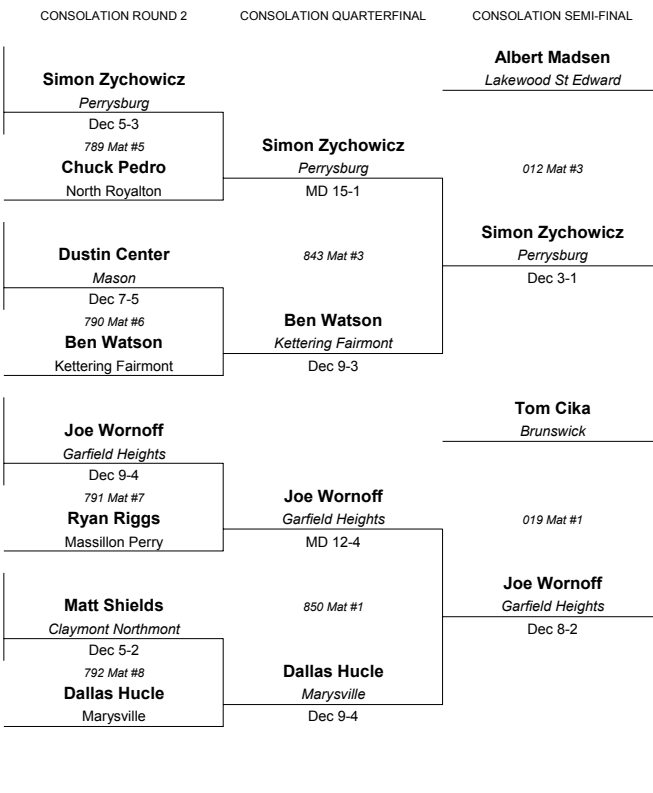 CONSOLATION ROUND 2
CONSOLATION QUARTERFINAL
CONSOLATION SEMI-FINAL
Simon Zychowicz
Perrysburg
Dec 5-3
789 Mat #5
Chuck Pedro
North Royalton
Dustin Center
Mason
Dec 7-5
790 Mat #6
Ben Watson
Kettering Fairmont
Joe Wornoff
Garfield Heights
Dec 9-4
791 Mat #7
Ryan Riggs
Massillon Perry
Matt Shields
Claymont Northmont
Dec 5-2
792 Mat #8
Dallas Hucle
Marysville
Simon Zychowicz
Perrysburg
MD 15-1
843 Mat #3
Ben Watson
Kettering Fairmont
Dec 9-3
Joe Wornoff
Garfield Heights
MD 12-4
850 Mat #1
Dallas Hucle
Marysville
Dec 9-4
Albert Madsen
Lakewood St Edward
012 Mat #3
Simon Zychowicz
Perrysburg
Dec 3-1
Tom Cika
Brunswick
019 Mat #1
Joe Wornoff
Garfield Heights
Dec 8-2